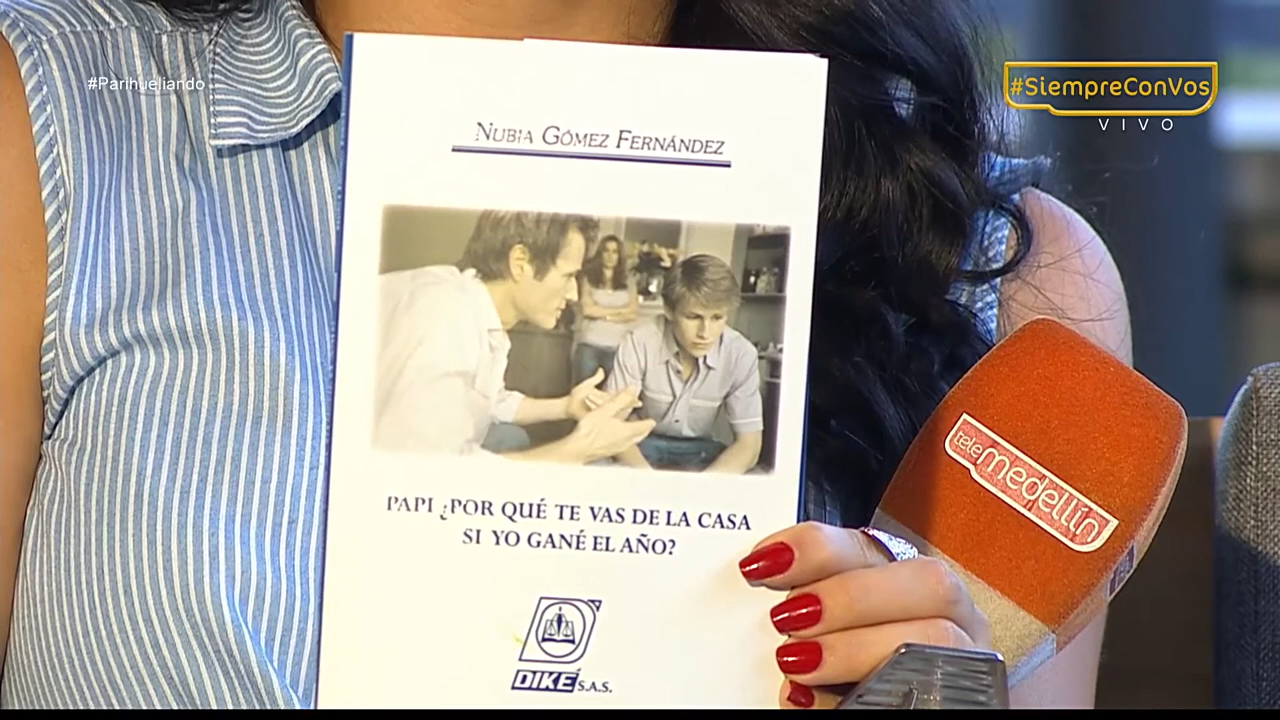 #Parihueliando
#SiempreConVos
VIVO
NUBIA GÓMEZ FERNÁNDEZ
PAPI ¿POR QUÉ TE VAS DE LA CASA
SI YO GANÉ EL AÑO?
DIKÉ S.A.S.
telemedellín